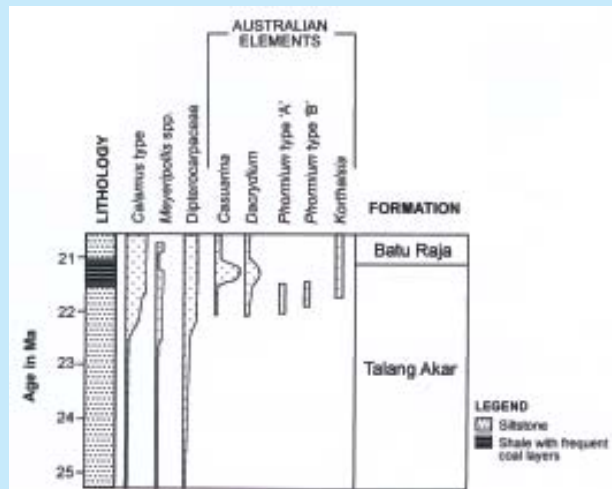 AUSTRALIAN
ELEMENTS
LITHOLOGY
Calamus type
Meyeripollis spp.
Dipterocarpaceae
Casuarina
Dacrydium
Phormium type 'A'
Phormium type 'B'
Korthalsia
FORMATION
Age in Ma
21
22
23
24
25
Batu Raja
Talang Akar
LEGEND
Siltstone
Shale with frequent
coal layers